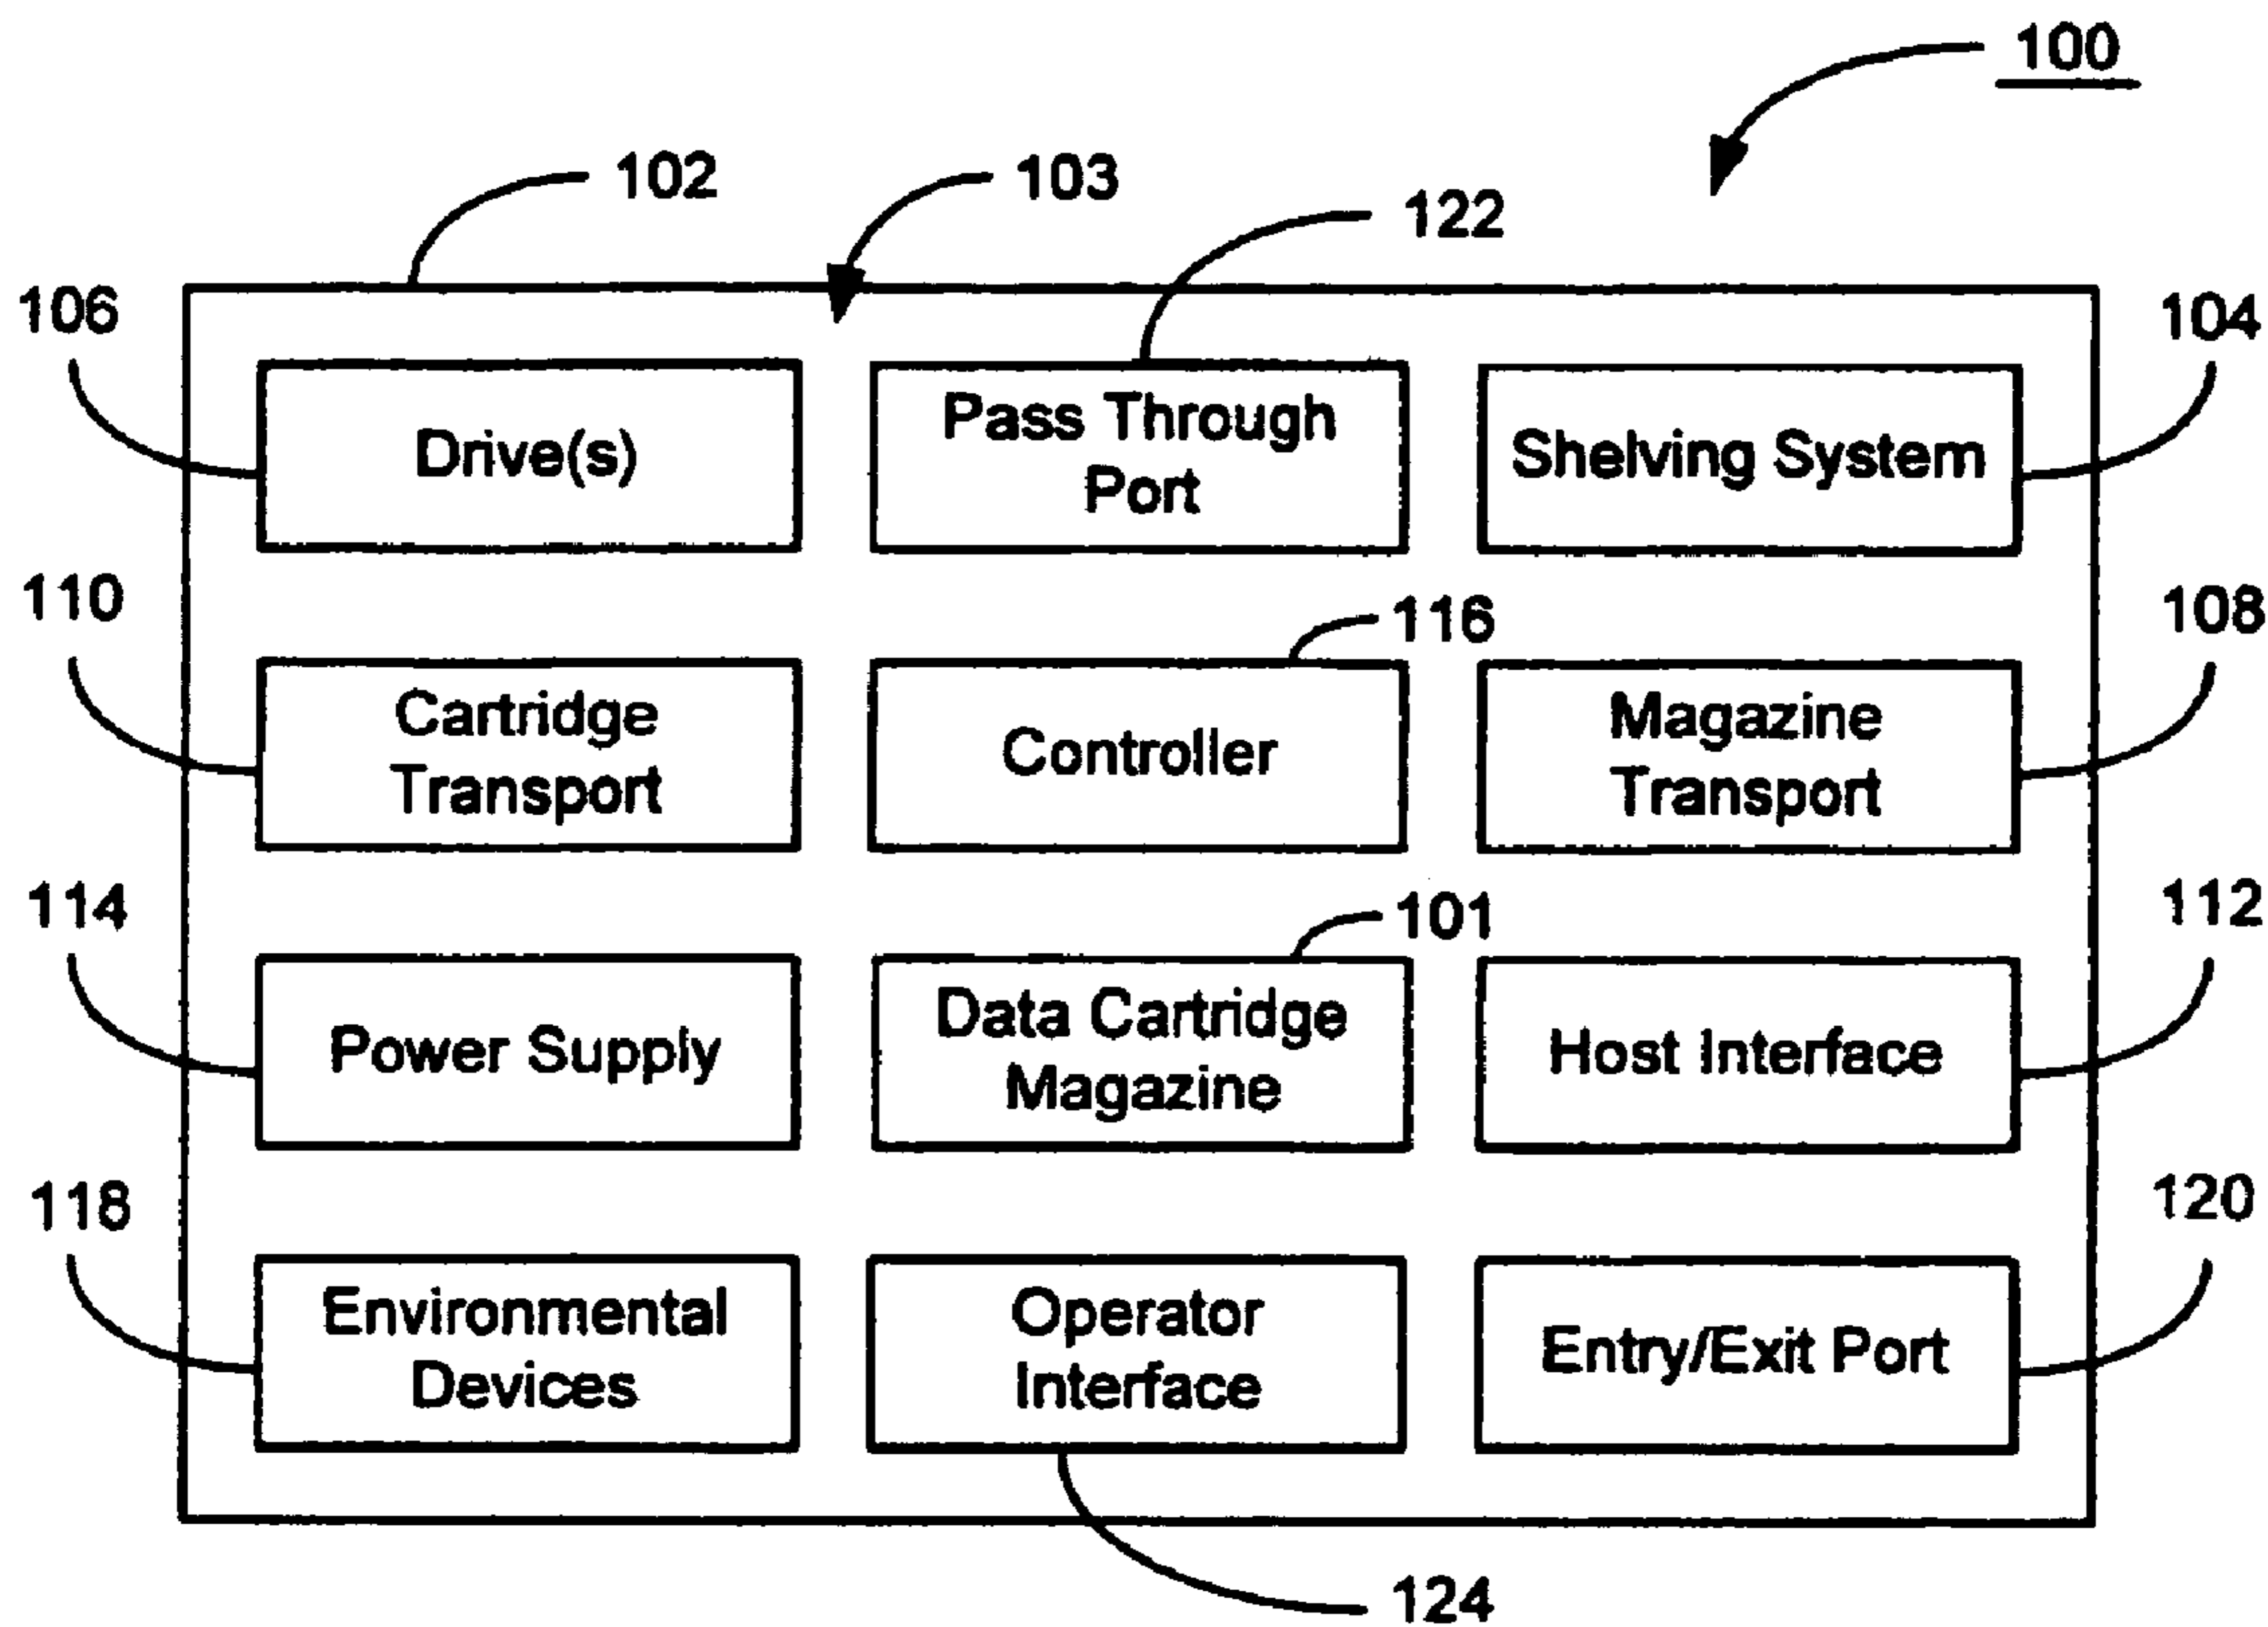 100
102
103
122
106
104
Drive(s)
Pass Through
Port
Shelving System
110
116
108
Cartridge
Transport
Controller
Magazine
Transport
114
101
112
Power Supply
Data Cartridge
Magazine
Host Interface
118
120
Environmental
Devices
Operator
Interface
Entry/Exit Port
124